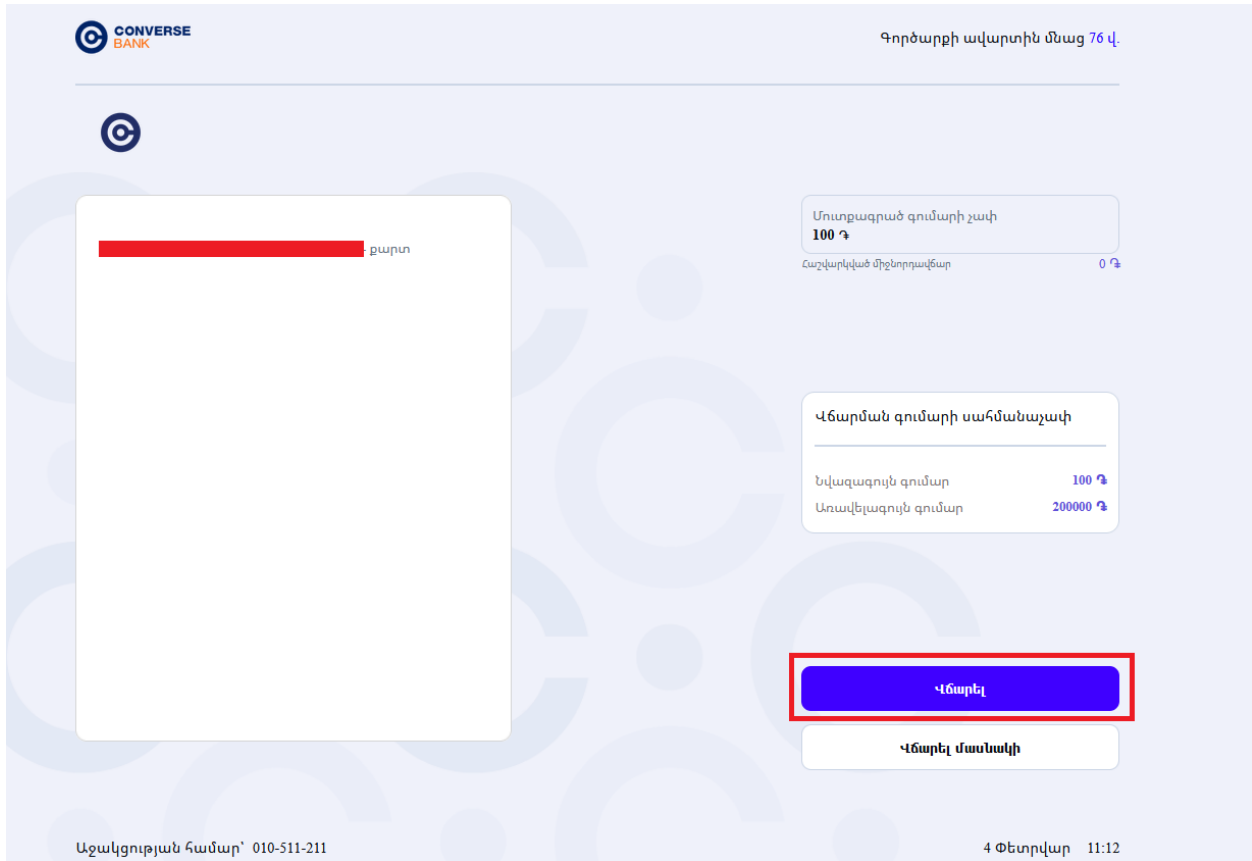 CONVERSE
BANK
Գործարքի ավարտին մնաց 76 վ.
- քարտ
Մուտքագրած գումարի չափ
100 ֏
Հաշվարկված միջնորդավճար 0 ֏
Վճարման գումարի սահմանաչափ
Նվազագույն գումար 100 ֏
Առավելագույն գումար 200000 ֏
Վճարել
Վճարել մասնակի
Աջակցության համար՝ 010-511-211
4 Փետրվար 11:12